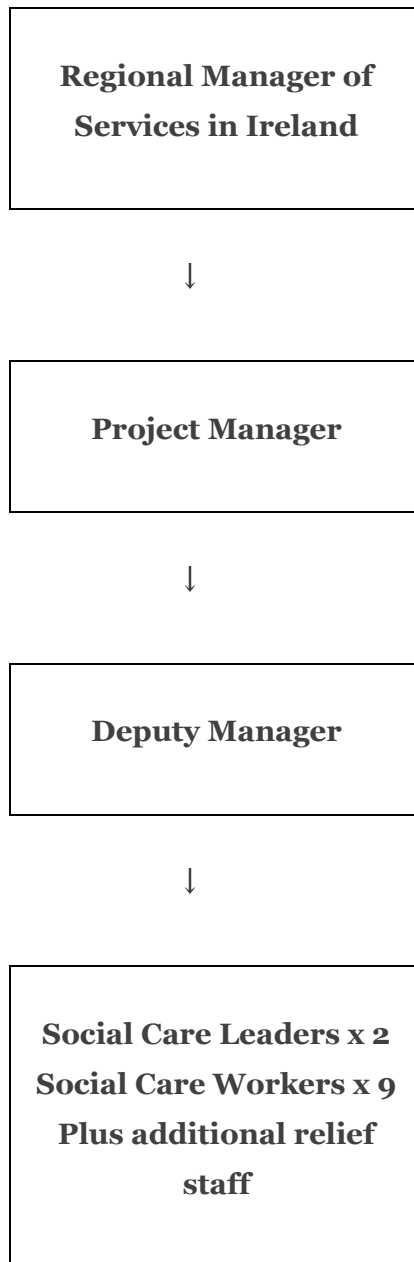 Regional Manager of
Services in Ireland
↓
Project Manager
↓
Deputy Manager
↓
Social Care Leaders x 2
Social Care Workers x 9
Plus additional relief
staff